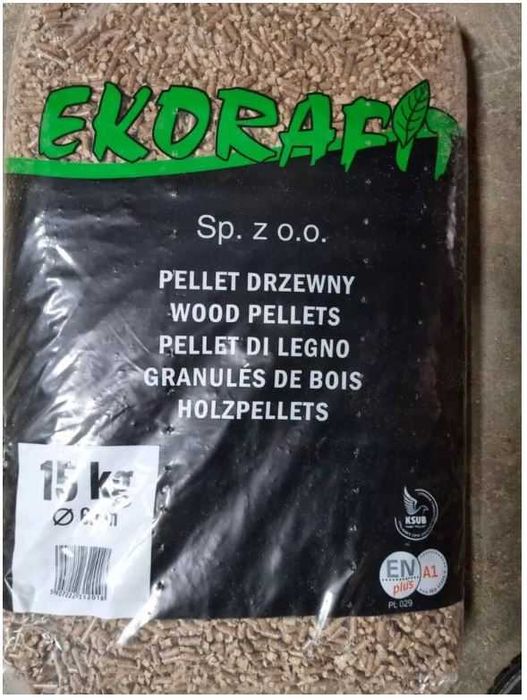 EKORAFA
Sp. z o.o.
PELLET DRZEWNY
WOOD PELLETS
PELLET DI LEGNO
GRANULÉS DE BOIS
HOLZPELLETS
15 kg
KSUB
EN
plus
A1
PL 029